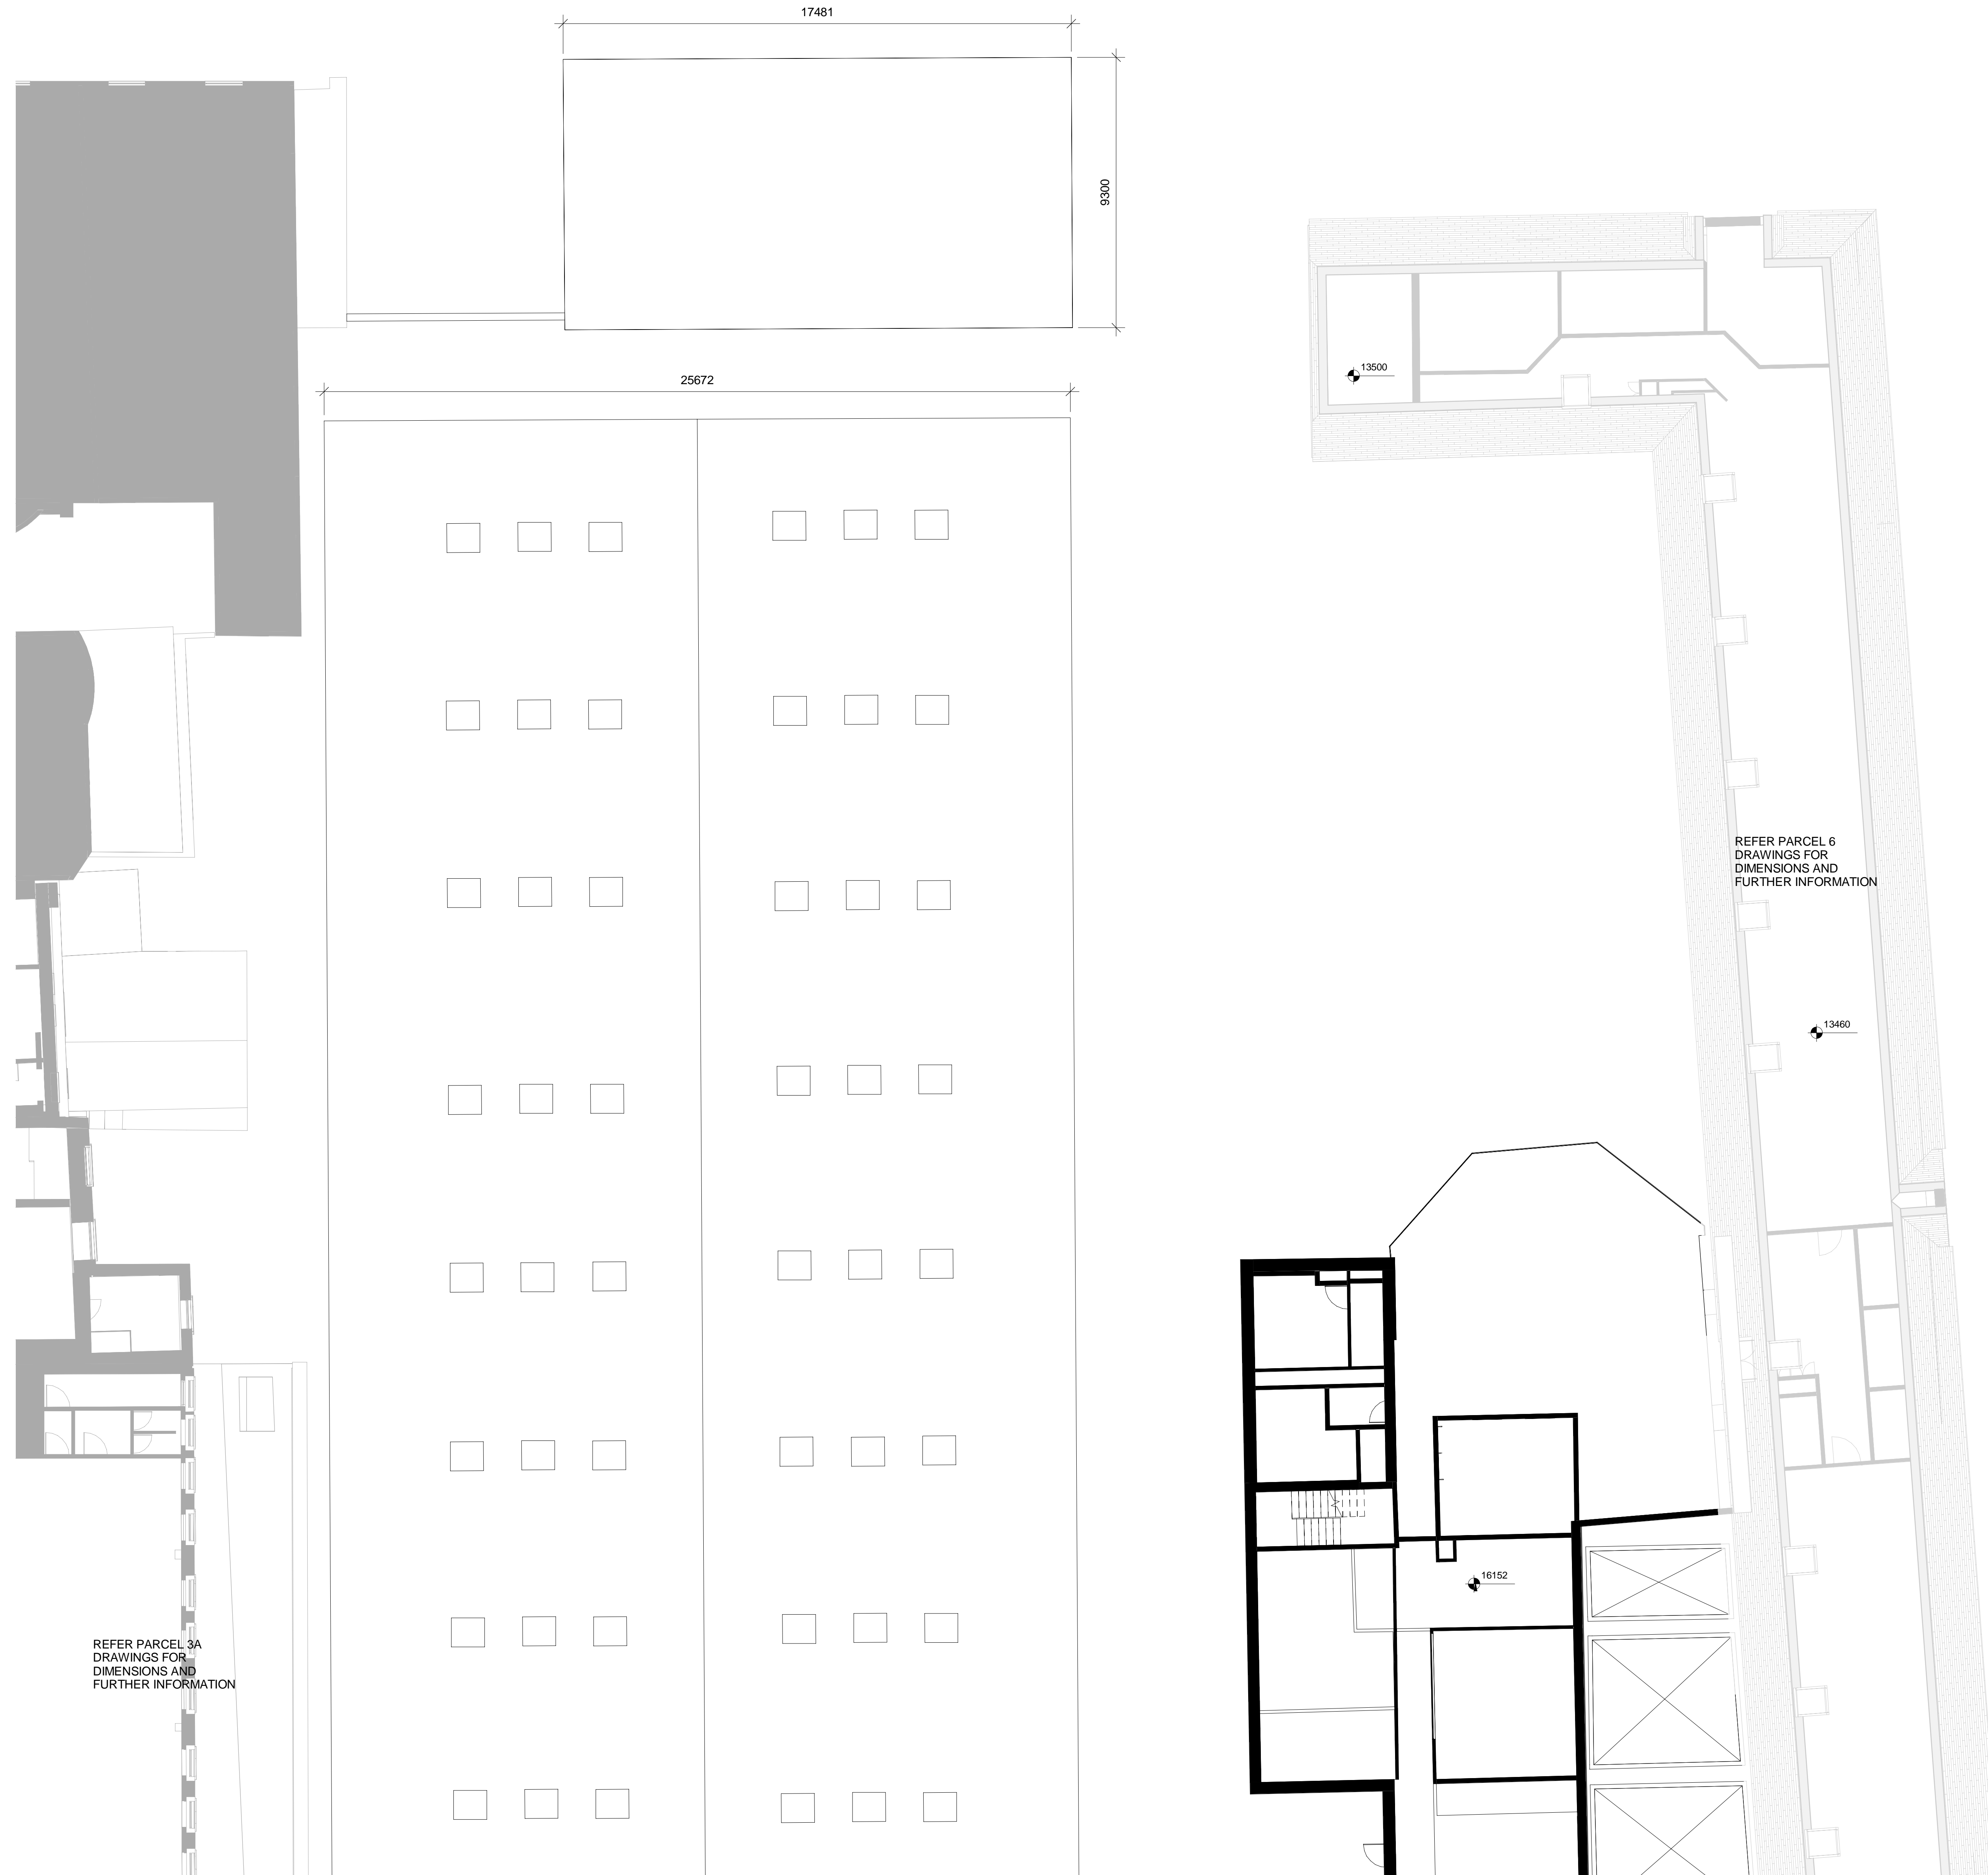 17481
9300
25672
13500
REFER PARCEL 6
DRAWINGS FOR
DIMENSIONS AND
FURTHER INFORMATION
13460
16152
REFER PARCEL 3A
DRAWINGS FOR
DIMENSIONS AND
FURTHER INFORMATION